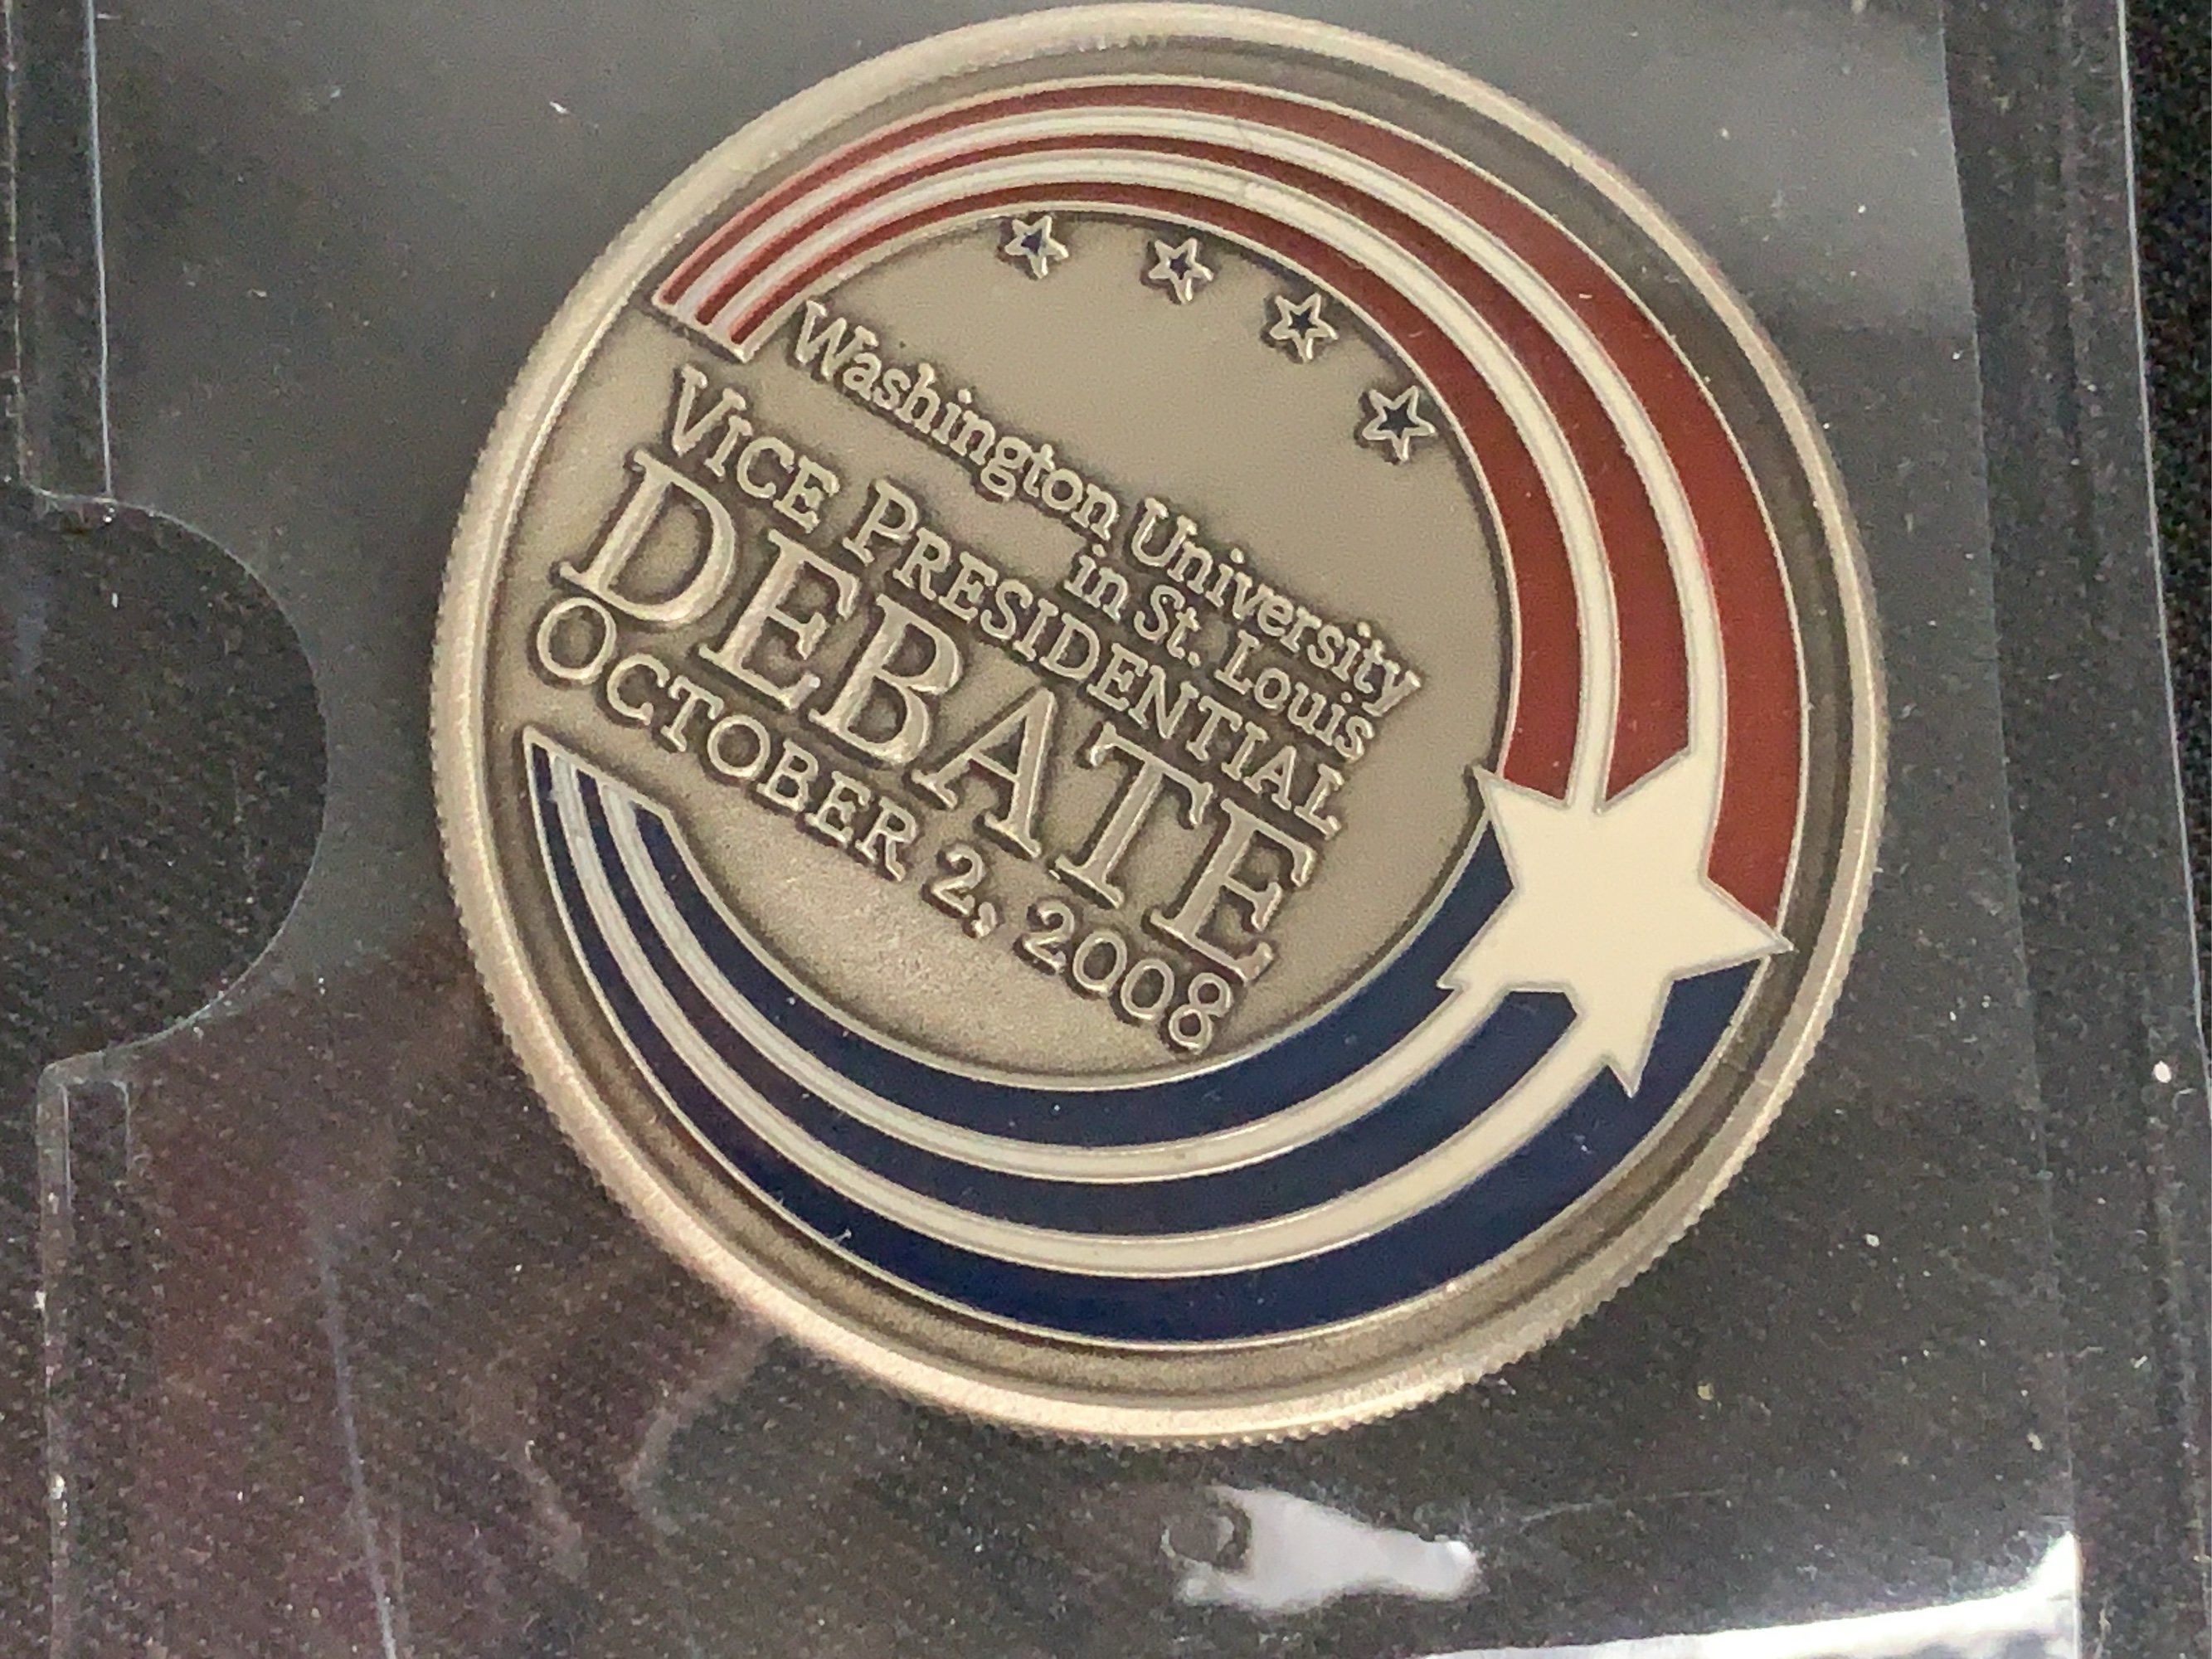 Washington University
in St. Louis
VICE PRESIDENTIAL
DEBATE
OCTOBER 2, 2008